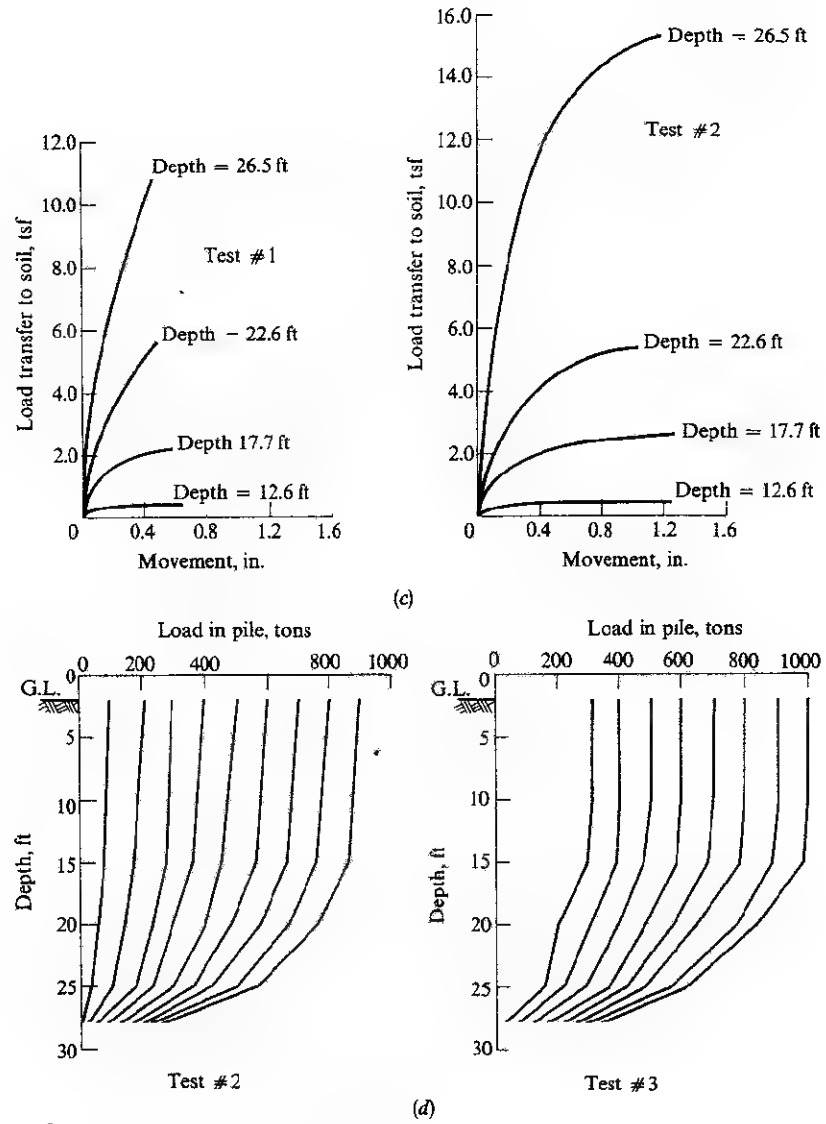 12.0
10.0
8.0
6.0
4.0
2.0
Load transfer to soil, tsf
Depth = 26.5 ft
Test #1
Depth - 22.6 ft
Depth 17.7 ft
Depth = 12.6 ft
0 0.4 0.8 1.2 1.6
Movement, in.
16.0
14.0
12.0
10.0
8.0
6.0
4.0
2.0
Load transfer to soil, tsf
Depth = 26.5 ft
Test #2
Depth = 22.6 ft
Depth = 17.7 ft
Depth = 12.6 ft
0 0.4 0.8 1.2 1.6
Movement, in.
(c)
Load in pile, tons
0 200 400 600 800 1000
G.L.
0
5
10
15
20
25
30
Depth, ft
Test #2
Load in pile, tons
0 200 400 600 800 1000
G.L.
0
5
10
15
20
25
30
Depth, ft
Test #3
(d)